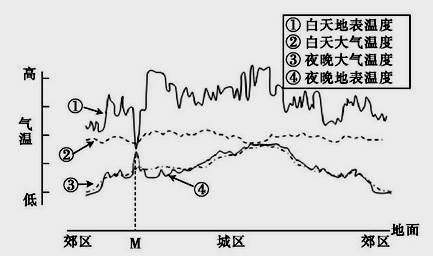 ① 白天地表温度
② 白天大气温度
③ 夜晚大气温度
④ 夜晚地表温度
高
①
气温
②
③
④
低
地面
郊区 M 城区 郊区